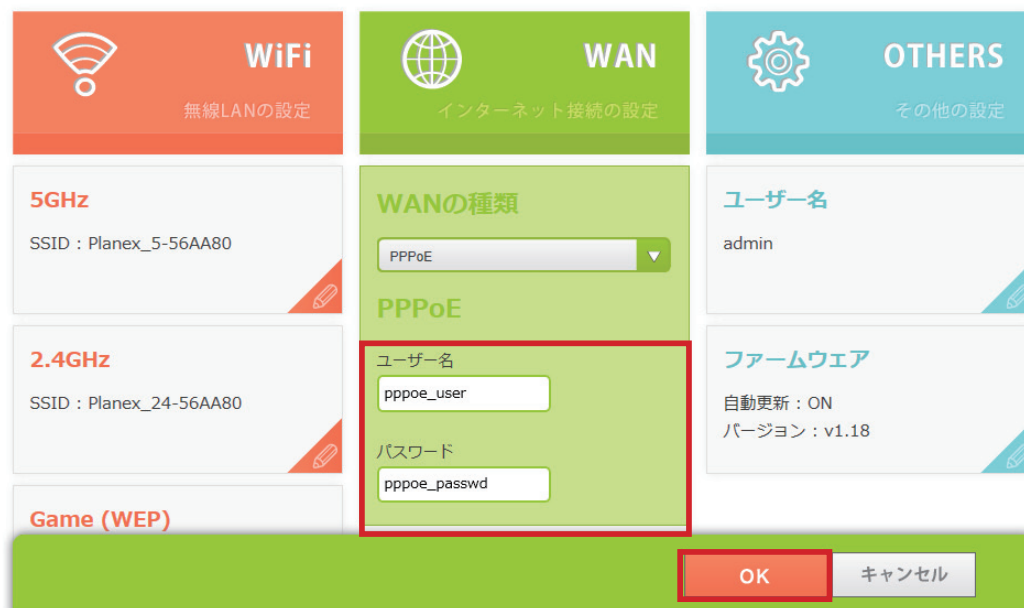 WiFi
無線LANの設定
5GHz
SSID : Planex_5-56AA80
2.4GHz
SSID : Planex_24-56AA80
Game (WEP)
WAN
インターネット接続の設定
WANの種類
PPPoE
PPPoE
ユーザー名
pppoe_user
パスワード
pppoe_passwd
OTHERS
その他の設定
ユーザー名
admin
ファームウェア
自動更新 : ON
バージョン : v1.18
OK
キャンセル